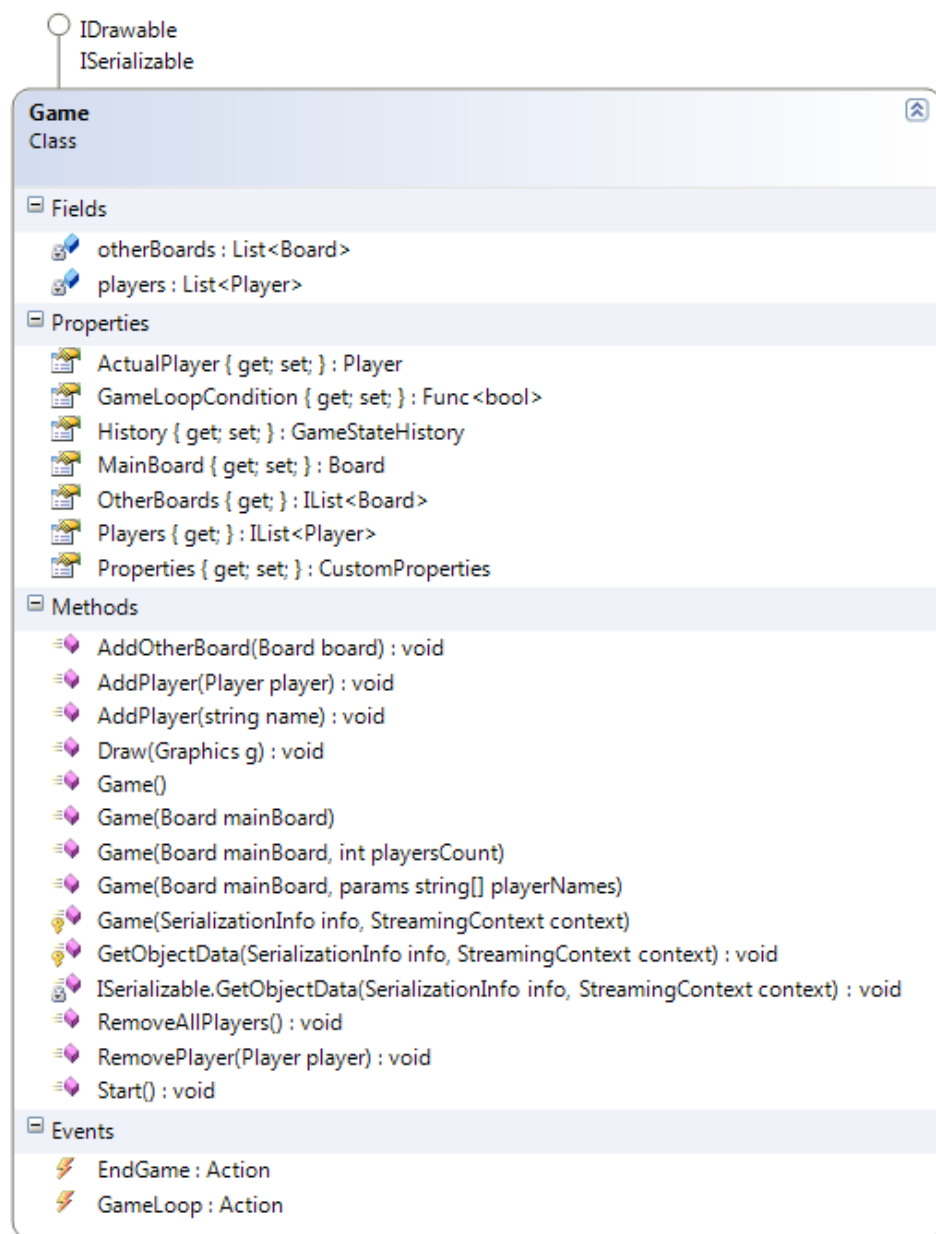 IDrawable
ISerializable
Game
Class
Fields
otherBoards : List<Board>
players : List<Player>
Properties
ActualPlayer { get; set; } : Player
GameLoopCondition { get; set; } : Func<bool>
History { get; set; } : GameStateHistory
MainBoard { get; set; } : Board
OtherBoards { get; } : IList<Board>
Players { get; } : IList<Player>
Properties { get; set; } : CustomProperties
Methods
AddOtherBoard(Board board) : void
AddPlayer(Player player) : void
AddPlayer(string name) : void
Draw(Graphics g) : void
Game()
Game(Board mainBoard)
Game(Board mainBoard, int playersCount)
Game(Board mainBoard, params string[] playerNames)
Game(SerializationInfo info, StreamingContext context)
GetObjectData(SerializationInfo info, StreamingContext context) : void
ISerializable.GetObjectData(SerializationInfo info, StreamingContext context) : void
RemoveAllPlayers() : void
RemovePlayer(Player player) : void
Start() : void
Events
EndGame : Action
GameLoop : Action